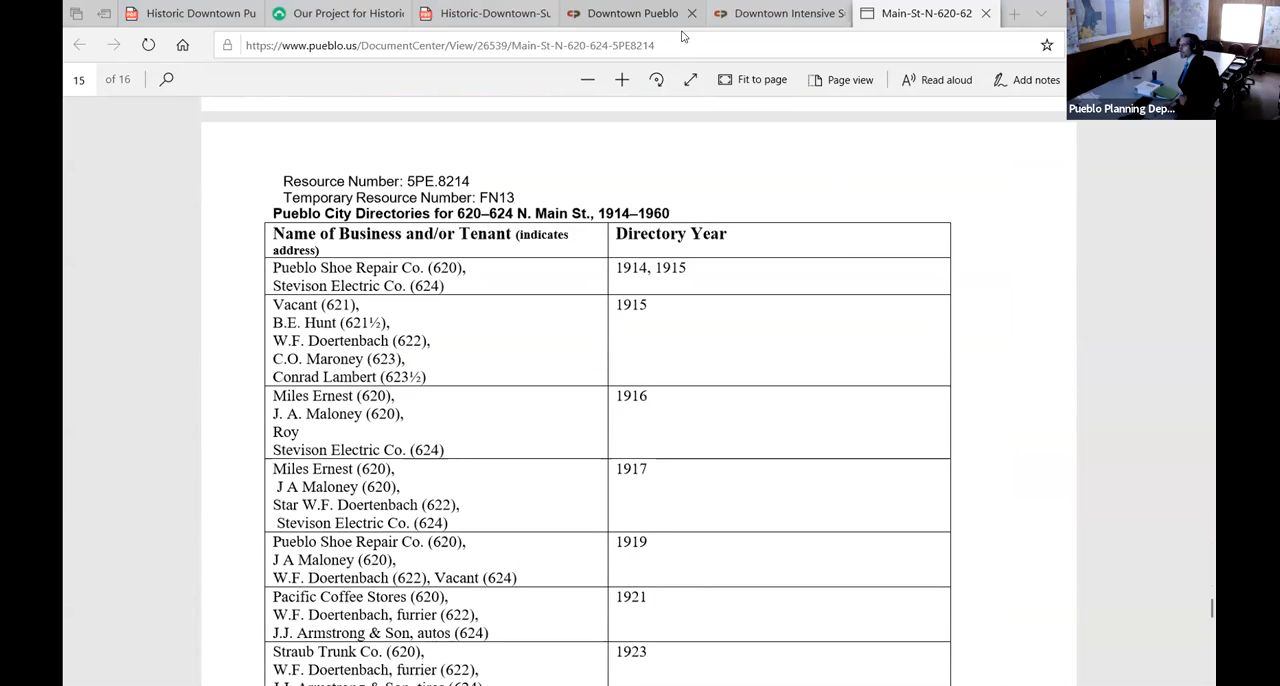 Historic Downtown Pu
Our Project for Historic
Historic-Downtown-Su
Downtown Pueblo
Downtown Intensive S
Main-St-N-620-62
https://www.pueblo.us/DocumentCenter/View/26539/Main-St-N-620-624-5PE8214
15 of 16
Fit to page
Page view
Read aloud
Add notes
Pueblo Planning Dep...
Resource Number: 5PE.8214
Temporary Resource Number: FN13
Pueblo City Directories for 620–624 N. Main St., 1914–1960
Name of Business and/or Tenant (indicates
address)
Directory Year
Pueblo Shoe Repair Co. (620),
Stevison Electric Co. (624)
1914, 1915
Vacant (621),
B.E. Hunt (621½),
W.F. Doertenbach (622),
C.O. Maroney (623),
Conrad Lambert (623½)
1915
Miles Ernest (620),
J. A. Maloney (620),
Roy
Stevison Electric Co. (624)
1916
Miles Ernest (620),
J A Maloney (620),
Star W.F. Doertenbach (622),
Stevison Electric Co. (624)
1917
Pueblo Shoe Repair Co. (620),
J A Maloney (620),
W.F. Doertenbach (622), Vacant (624)
1919
Pacific Coffee Stores (620),
W.F. Doertenbach, furrier (622),
J.J. Armstrong & Son, autos (624)
1921
Straub Trunk Co. (620),
W.F. Doertenbach, furrier (622),
J.J. Armstrong & Son, tires (624)
1923